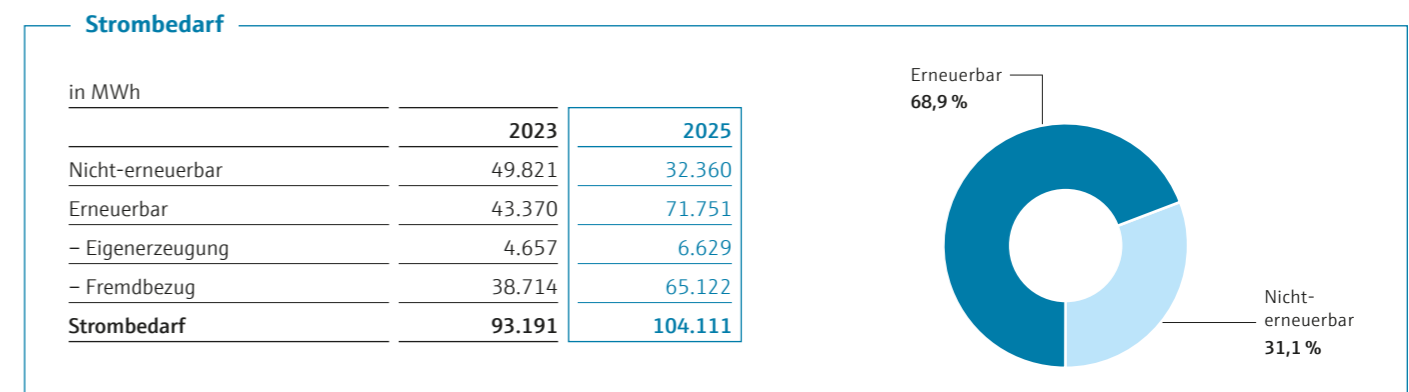 Strombedarf
in MWh
2023 2025
Nicht-erneuerbar 49.821 32.360
Erneuerbar 43.370 71.751
– Eigenerzeugung 4.657 6.629
– Fremdbezug 38.714 65.122
Strombedarf 93.191 104.111
Erneuerbar
68,9 %
Nicht-
erneuerbar
31,1 %